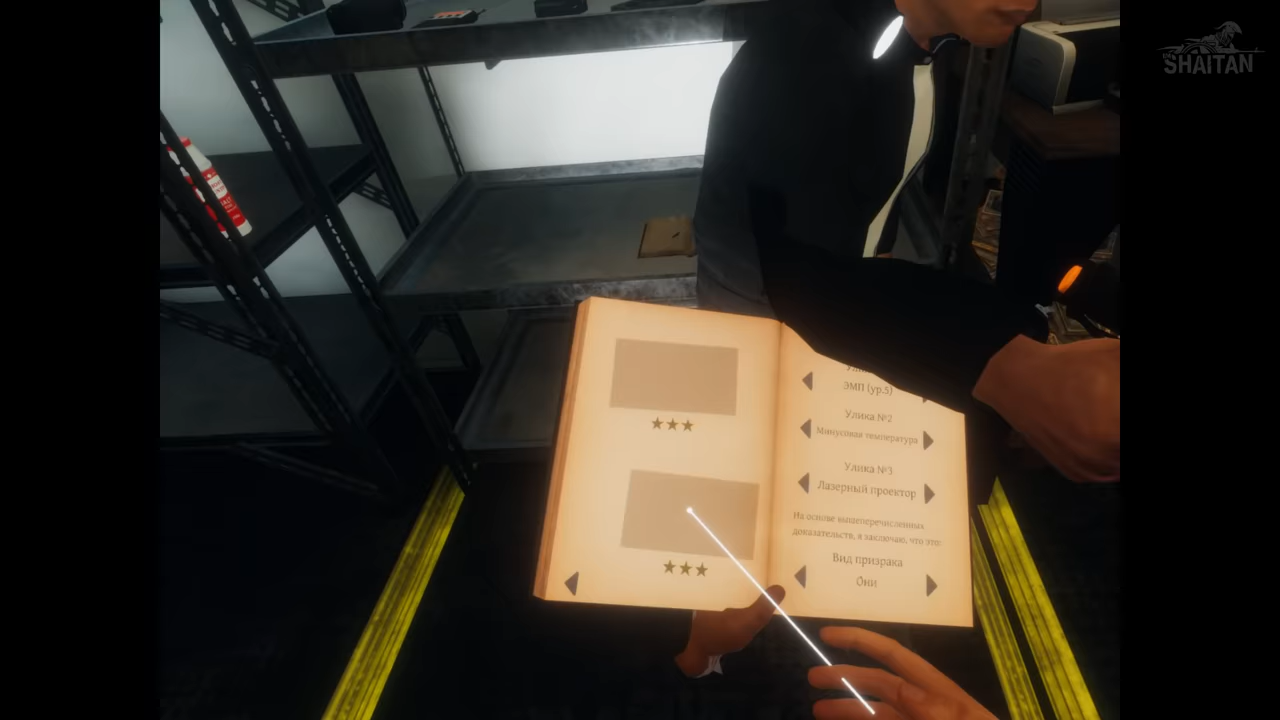 SHAITAN
ЭМП (ур.5)
Улика №2
Минусовая температура
Улика №3
Лазерный проектор
На основе вышеперечисленных
доказательств, я заключаю, что это:
Вид призрака
Они